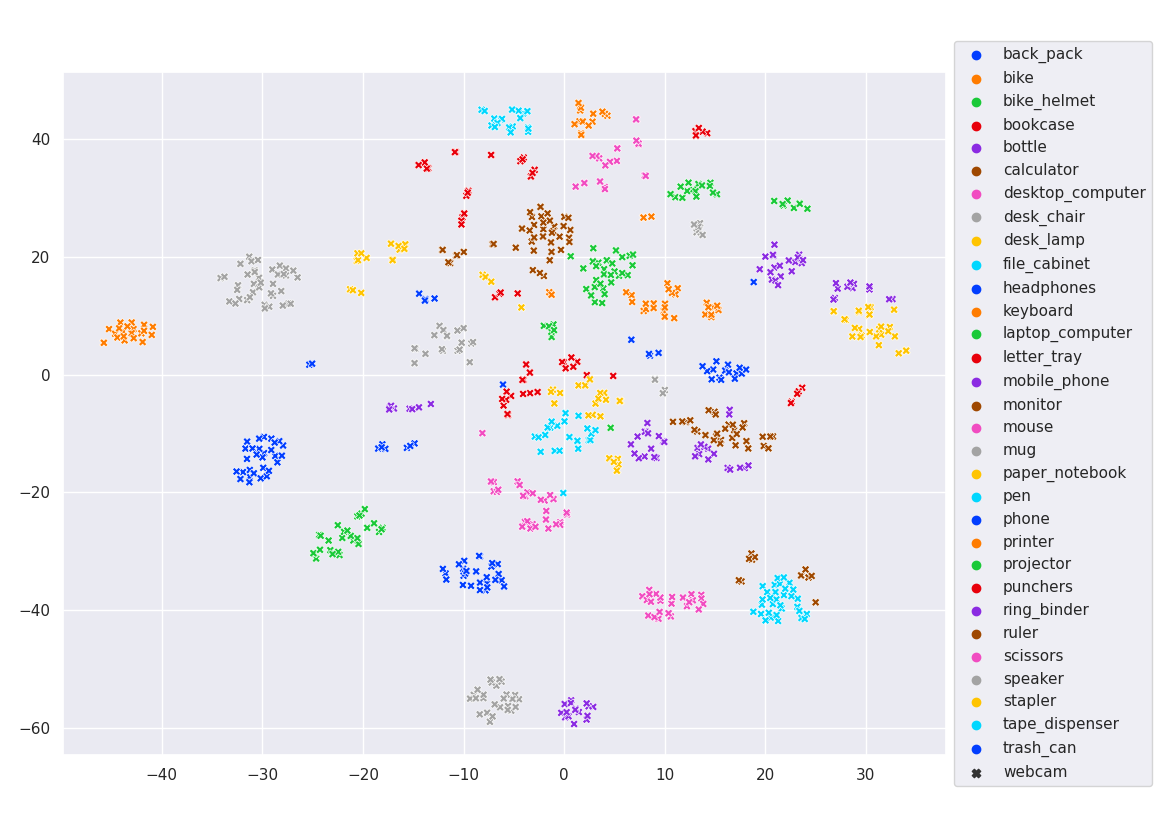 back_pack
bike
bike_helmet
bookcase
bottle
calculator
desktop_computer
desk_chair
desk_lamp
file_cabinet
headphones
keyboard
laptop_computer
letter_tray
mobile_phone
monitor
mouse
mug
paper_notebook
pen
phone
printer
projector
punchers
ring_binder
ruler
scissors
speaker
stapler
tape_dispenser
trash_can
webcam
40
20
0
−20
−40
−60
−40 −30 −20 −10 0 10 20 30